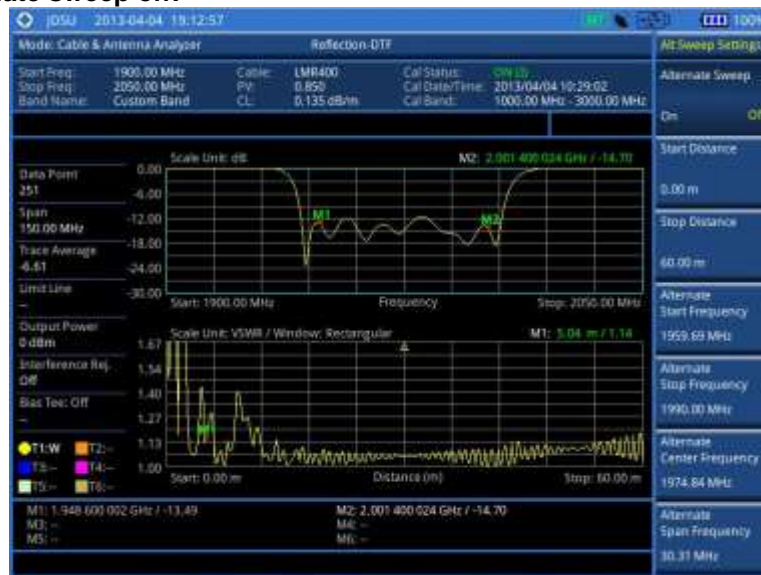 JDSU 2013-04-04 19:12:57 100%
Mode: Cable & Antenna Analyzer Reflection-DTF
Alt Sweep Settings
Start Freq: 1900.00 MHz Cable: LMR400 Cal Status:
Stop Freq: 2050.00 MHz PV: 0.850 Cal Date/Time: 2013/04/04 10:29:02
Band Name: Custom Band CL: 0.135 dB/m Cal Band: 1000.00 MHz - 3000.00 MHz
Alternate Sweep
On Off
Scale Unit: dB M2: 2.001 400 024 GHz / -14.70
Data Point
251
Span
150.00 MHz
Trace Average
-6.61
Limit Line
--
Output Power
0 dBm
Interference Rej.
Off
Bias Tee: Off
--
T1:W T2:--
T3:-- T4:--
T5:-- T6:--
0.00
-6.00
-12.00
-18.00
-24.00
-30.00
M1 M2
Start: 1900.00 MHz Frequency Stop: 2050.00 MHz
Scale Unit: VSWR / Window: Rectangular M1: 5.04 m / 1.14
1.67
1.54
1.40
1.27
1.13
1.00
M1
Start: 0.00 m Distance (m) Stop: 60.00 m
M1: 1.948 600 002 GHz / -13.49 M2: 2.001 400 024 GHz / -14.70
M3: -- M4: --
M5: -- M6: --
Start Distance
0.00 m
Stop Distance
60.00 m
Alternate
Start Frequency
1959.69 MHz
Alternate
Stop Frequency
1990.00 MHz
Alternate
Center Frequency
1974.84 MHz
Alternate
Span Frequency
30.31 MHz